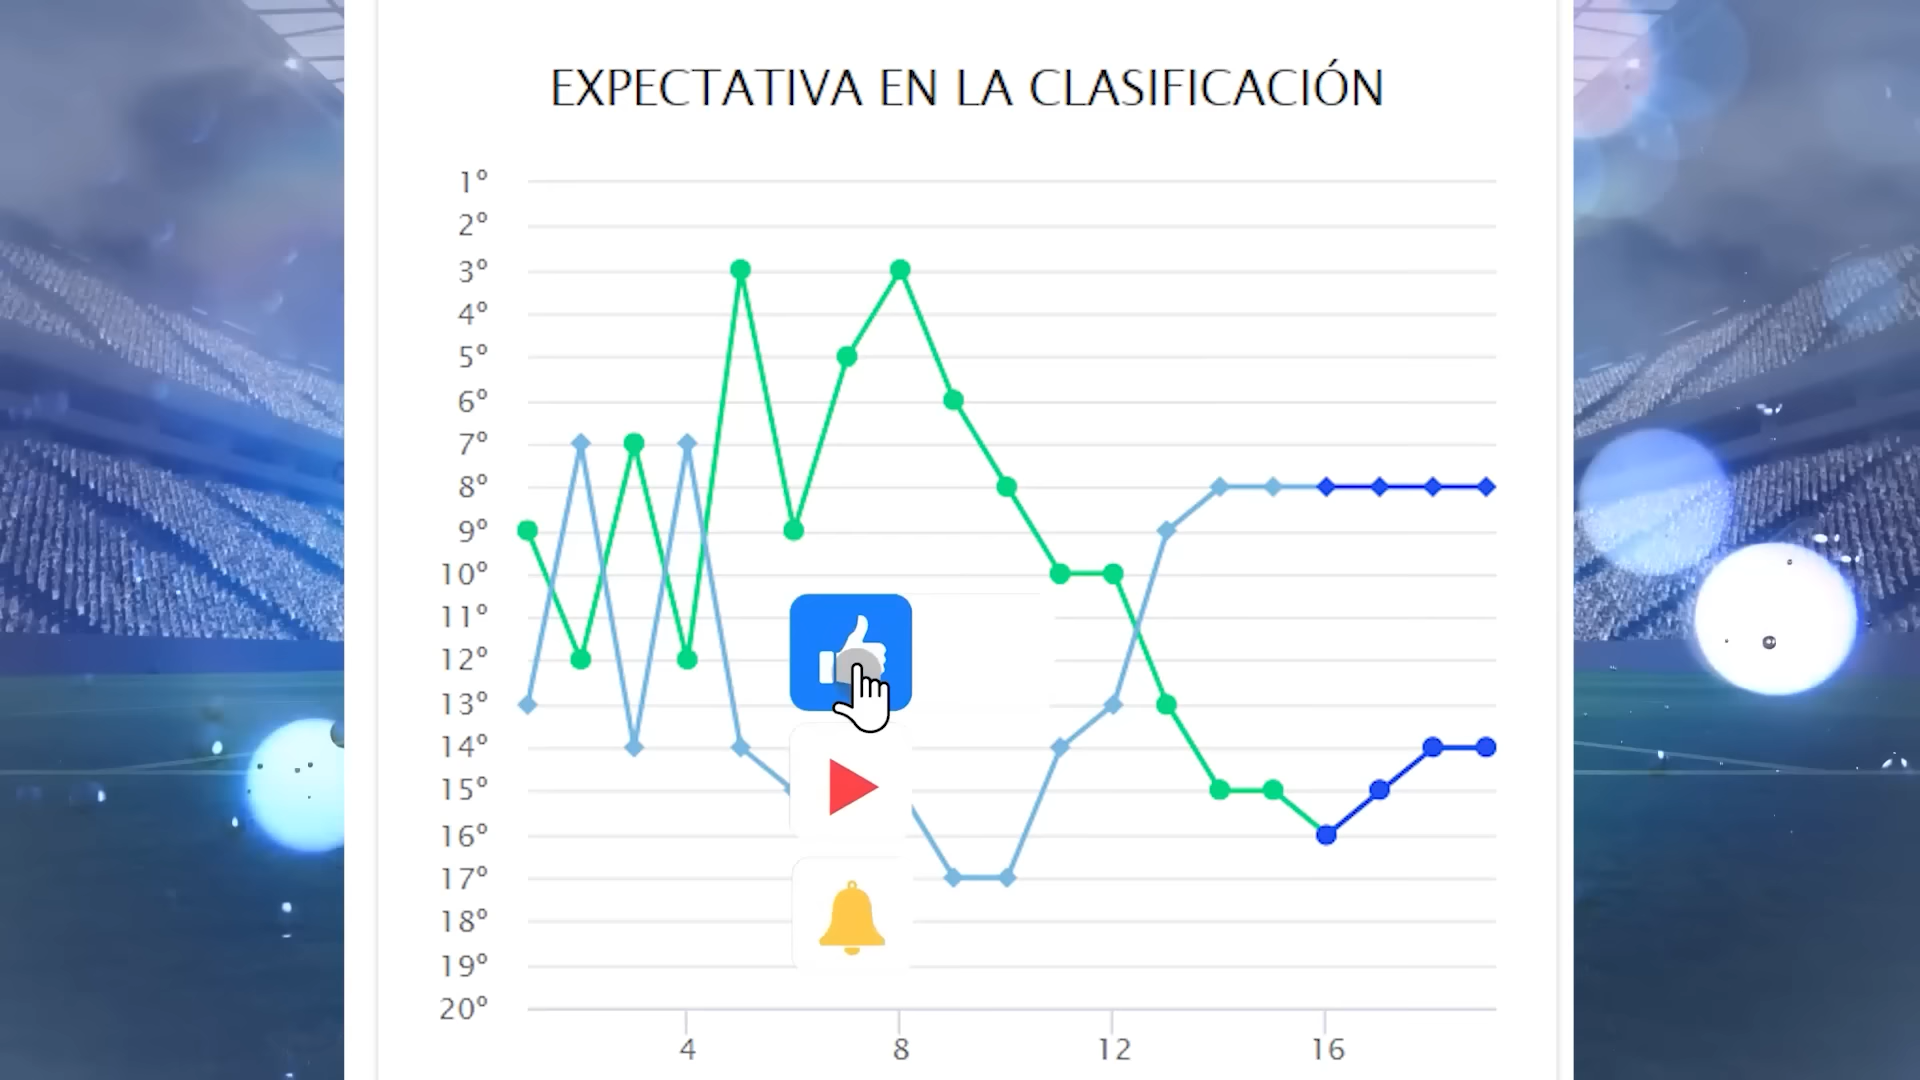 EXPECTATIVA EN LA CLASIFICACIÓN
1º
2º
3º
4º
5º
6º
7º
8º
9º
10º
11º
12º
13º
14º
15º
16º
17º
18º
19º
20º
4 8 12 16